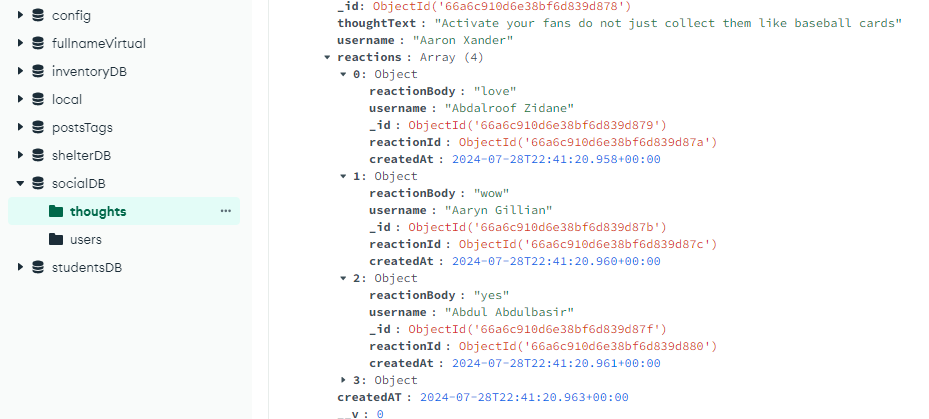 config
fullnameVirtual
inventoryDB
local
postsTags
shelterDB
socialDB
thoughts ...
users
studentsDB
_id: ObjectId('66a6c910d6e38bf6d839d878')
thoughtText : "Activate your fans do not just collect them like baseball cards"
username : "Aaron Xander"
reactions : Array (4)
0: Object
reactionBody : "love"
username : "Abdalroof Zidane"
_id : ObjectId('66a6c910d6e38bf6d839d879')
reactionId : ObjectId('66a6c910d6e38bf6d839d87a')
createdAt : 2024-07-28T22:41:20.958+00:00
1: Object
reactionBody : "wow"
username : "Aaryn Gillian"
_id : ObjectId('66a6c910d6e38bf6d839d87b')
reactionId : ObjectId('66a6c910d6e38bf6d839d87c')
createdAt : 2024-07-28T22:41:20.960+00:00
2: Object
reactionBody : "yes"
username : "Abdul Abdulbasir"
_id : ObjectId('66a6c910d6e38bf6d839d87f')
reactionId : ObjectId('66a6c910d6e38bf6d839d880')
createdAt : 2024-07-28T22:41:20.961+00:00
3: Object
createdAT : 2024-07-28T22:41:20.963+00:00
__v : 0